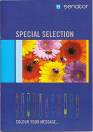 senator
SPECIAL SELECTION
COLOUR YOUR MESSAGE...